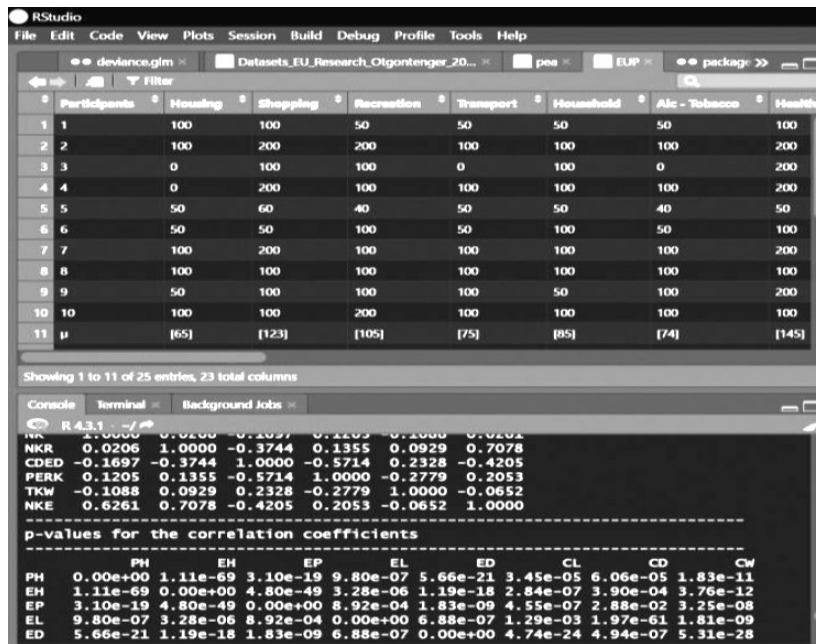 RStudio
File Edit Code View Plots Session Build Debug Profile Tools Help
deviance.glm Datasets_EU_Research_Otgontenger_20... pea EUP package
Filter
Participants Housing Shopping Recreation Transport Household Alc - Tobacco Health
1 1 100 100 50 50 50 50 100
2 2 100 200 200 100 100 100 200
3 3 0 100 100 0 100 0 200
4 4 0 200 100 100 100 100 200
5 5 50 60 40 50 50 40 50
6 6 50 50 100 50 100 50 100
7 7 100 200 100 100 100 100 200
8 8 100 100 100 100 100 100 100
9 9 50 100 100 100 50 100 200
10 10 100 100 200 100 100 100 100
11 μ [65] [123] [105] [75] [85] [74] [145]
Showing 1 to 11 of 25 entries, 23 total columns
Console Terminal Background Jobs
R 4.3.1 · ~/
NKR 0.0206 1.0000 -0.3744 0.1355 0.0929 0.7078
CDED -0.1697 -0.3744 1.0000 -0.5714 0.2328 -0.4205
PERK 0.1205 0.1355 -0.5714 1.0000 -0.2779 0.2053
TKW -0.1088 0.0929 0.2328 -0.2779 1.0000 -0.0652
NKE 0.6261 0.7078 -0.4205 0.2053 -0.0652 1.0000
p-values for the correlation coefficients
PH EH EP EL ED CL CD CW
PH 0.00e+00 1.11e-69 3.10e-19 9.80e-07 5.66e-21 3.45e-05 6.06e-05 1.83e-11
EH 1.11e-69 0.00e+00 4.80e-49 3.28e-06 1.19e-18 2.84e-07 3.90e-04 3.76e-12
EP 3.10e-19 4.80e-49 0.00e+00 8.92e-04 1.83e-09 4.55e-07 2.88e-02 3.25e-08
EL 9.80e-07 3.28e-06 8.92e-04 0.00e+00 6.88e-07 1.29e-03 1.97e-61 1.81e-09
ED 5.66e-21 1.19e-18 1.83e-09 6.88e-07 0.00e+00 4.74e-24 4.94e-07 5.39e-09